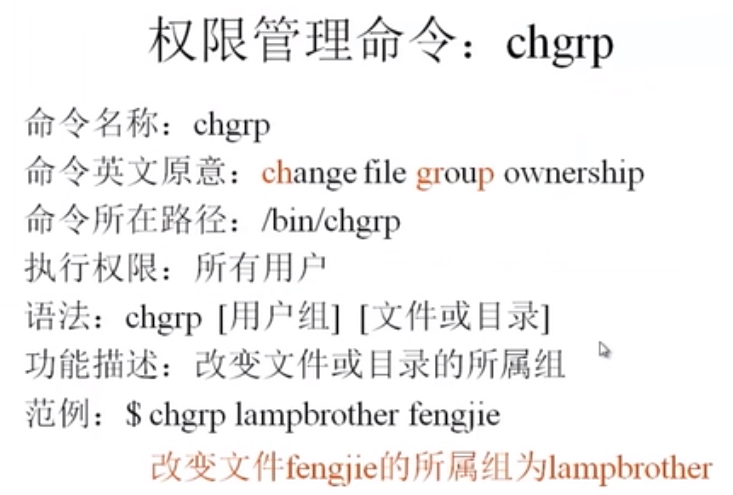 权限管理命令：chgrp
命令名称：chgrp
命令英文原意：change file group ownership
命令所在路径：/bin/chgrp
执行权限：所有用户
语法：chgrp [用户组] [文件或目录]
功能描述：改变文件或目录的所属组
范例：$ chgrp lampbrother fengjie
改变文件fengjie的所属组为lampbrother